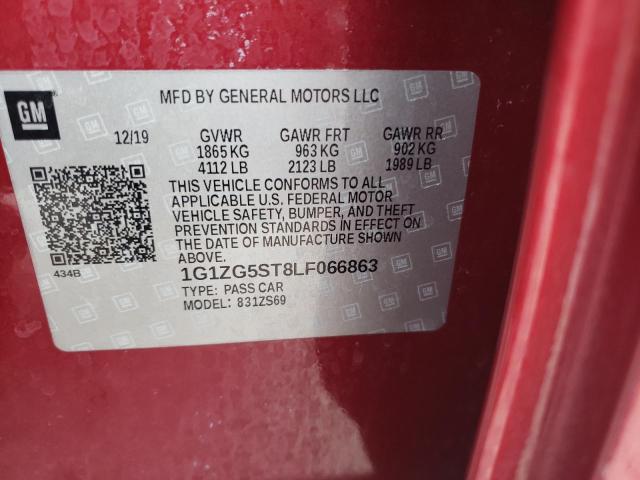 GM
MFD BY GENERAL MOTORS LLC
12/19 GVWR GAWR FRT GAWR RR
1865 KG 963 KG 902 KG
4112 LB 2123 LB 1989 LB
THIS VEHICLE CONFORMS TO ALL
APPLICABLE U.S. FEDERAL MOTOR
VEHICLE SAFETY, BUMPER, AND THEFT
PREVENTION STANDARDS IN EFFECT ON
THE DATE OF MANUFACTURE SHOWN
ABOVE.
434B
1G1ZG5ST8LF066863
TYPE: PASS CAR
MODEL: 831ZS69